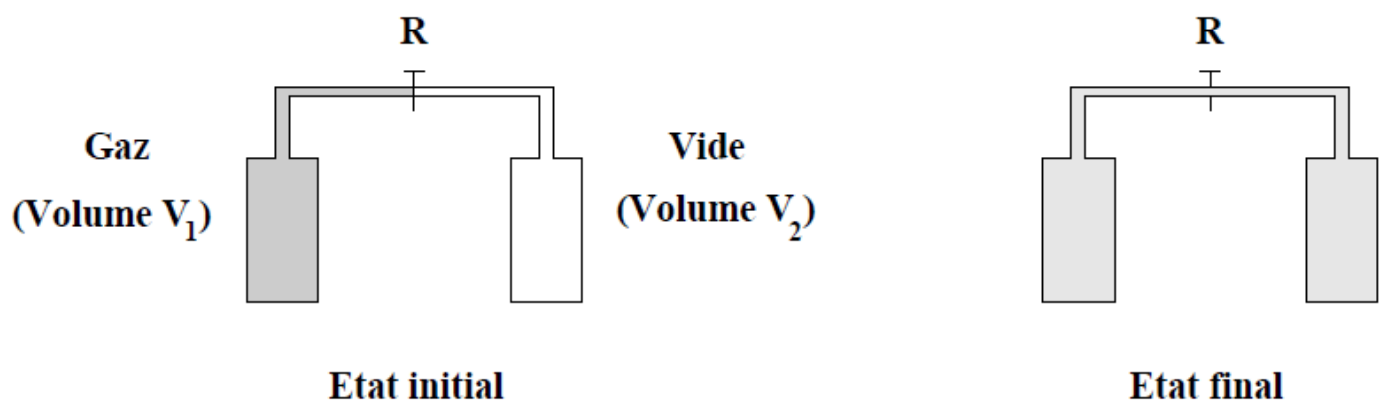 R
R
Gaz
(Volume V1)
Vide
(Volume V2)
Etat initial
Etat final